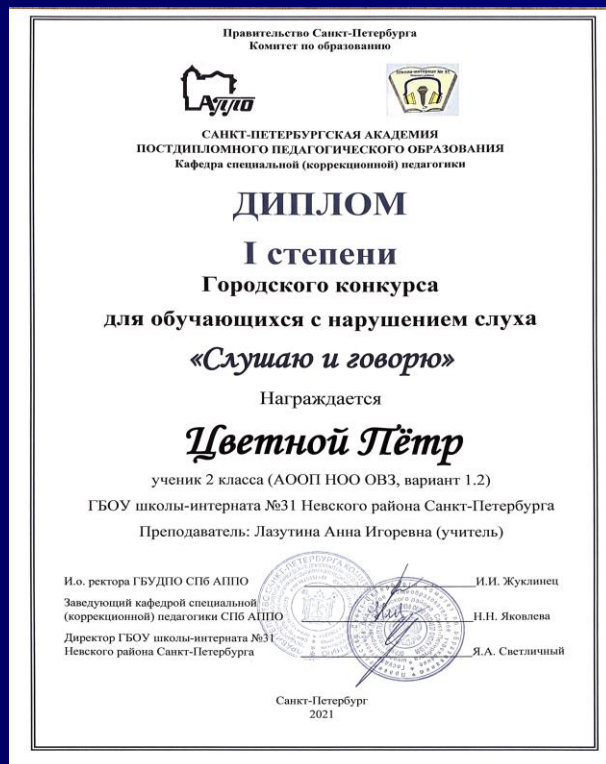 Правительство Санкт-Петербурга
Комитет по образованию
АППО
САНКТ-ПЕТЕРБУРГСКАЯ АКАДЕМИЯ
ПОСТДИПЛОМНОГО ПЕДАГОГИЧЕСКОГО ОБРАЗОВАНИЯ
Кафедра специальной (коррекционной) педагогики
ДИПЛОМ
I степени
Городского конкурса
для обучающихся с нарушением слуха
«Слушаю и говорю»
Награждается
Цветной Пётр
ученик 2 класса (АООП НОО ОВЗ, вариант 1.2)
ГБОУ школы-интерната №31 Невского района Санкт-Петербурга
Преподаватель: Лазутина Анна Игоревна (учитель)
И.о. ректора ГБУДПО СПб АППО И.И. Жуклинец
Заведующий кафедрой специальной
(коррекционной) педагогики СПб АППО Н.Н. Яковлева
Директор ГБОУ школы-интерната №31
Невского района Санкт-Петербурга Я.А. Светличный
Санкт-Петербург
2021